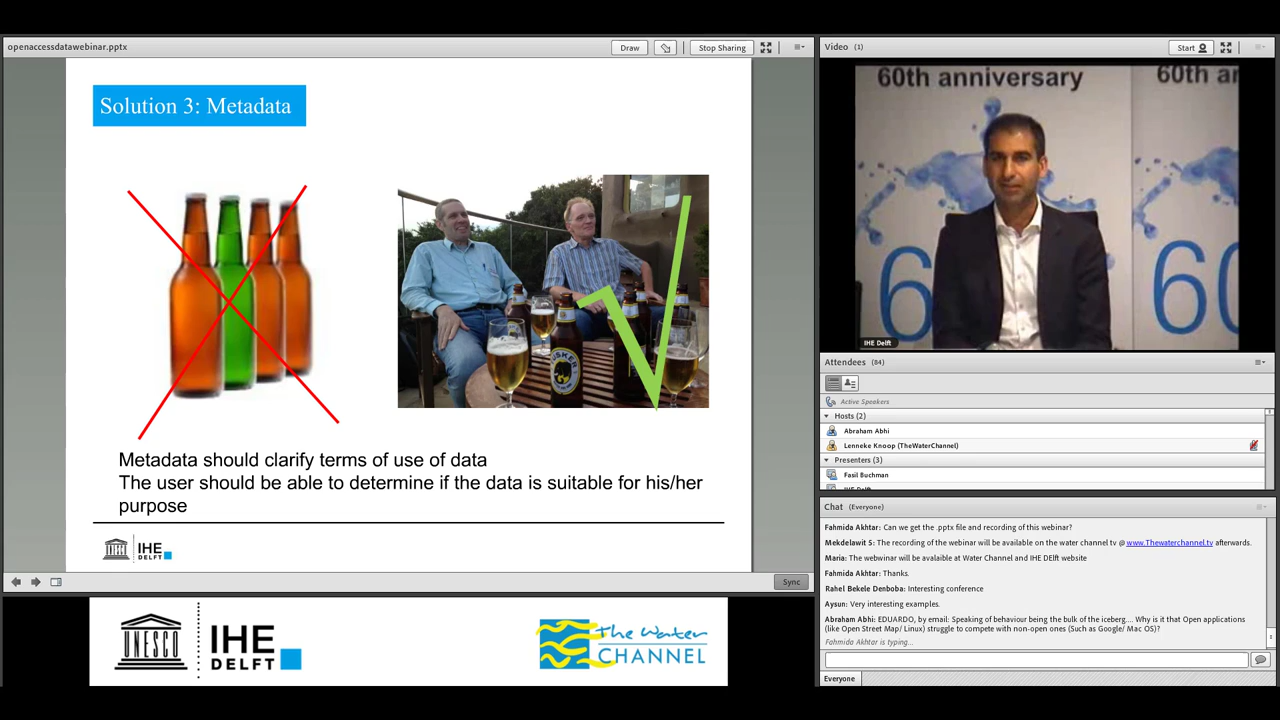 openaccessdatawebinar.pptx
Draw
Stop Sharing
Solution 3: Metadata
TUSKER
Metadata should clarify terms of use of data
The user should be able to determine if the data is suitable for his/her
purpose
IHE
DELFT
Sync
UNESCO
IHE
DELFT
The Water
CHANNEL
Video (1)
Start
60th anniversary
60th an
60
60
IHE Delft
Attendees (84)
Active Speakers
Hosts (2)
Abraham Abhi
Lenneke Knoop (TheWaterChannel)
Presenters (3)
Fasil Buchman
IHE Delft
Chat (Everyone)
Fahmida Akhtar: Can we get the .pptx file and recording of this webinar?
Mekdelawit S: The recording of the webinar will be available on the water channel tv @ www.Thewaterchannel.tv afterwards.
Maria: The webwinar will be avalaible at Water Channel and IHE DElft website
Fahmida Akhtar: Thanks.
Rahel Bekele Denboba: Interesting conference
Aysun: Very interesting examples.
Abraham Abhi: EDUARDO, by email: Speaking of behaviour being the bulk of the iceberg.... Why is it that Open applications
(like Open Street Map/ Linux) struggle to compete with non-open ones (Such as Google/ Mac OS)?
Fahmida Akhtar is typing...
Everyone